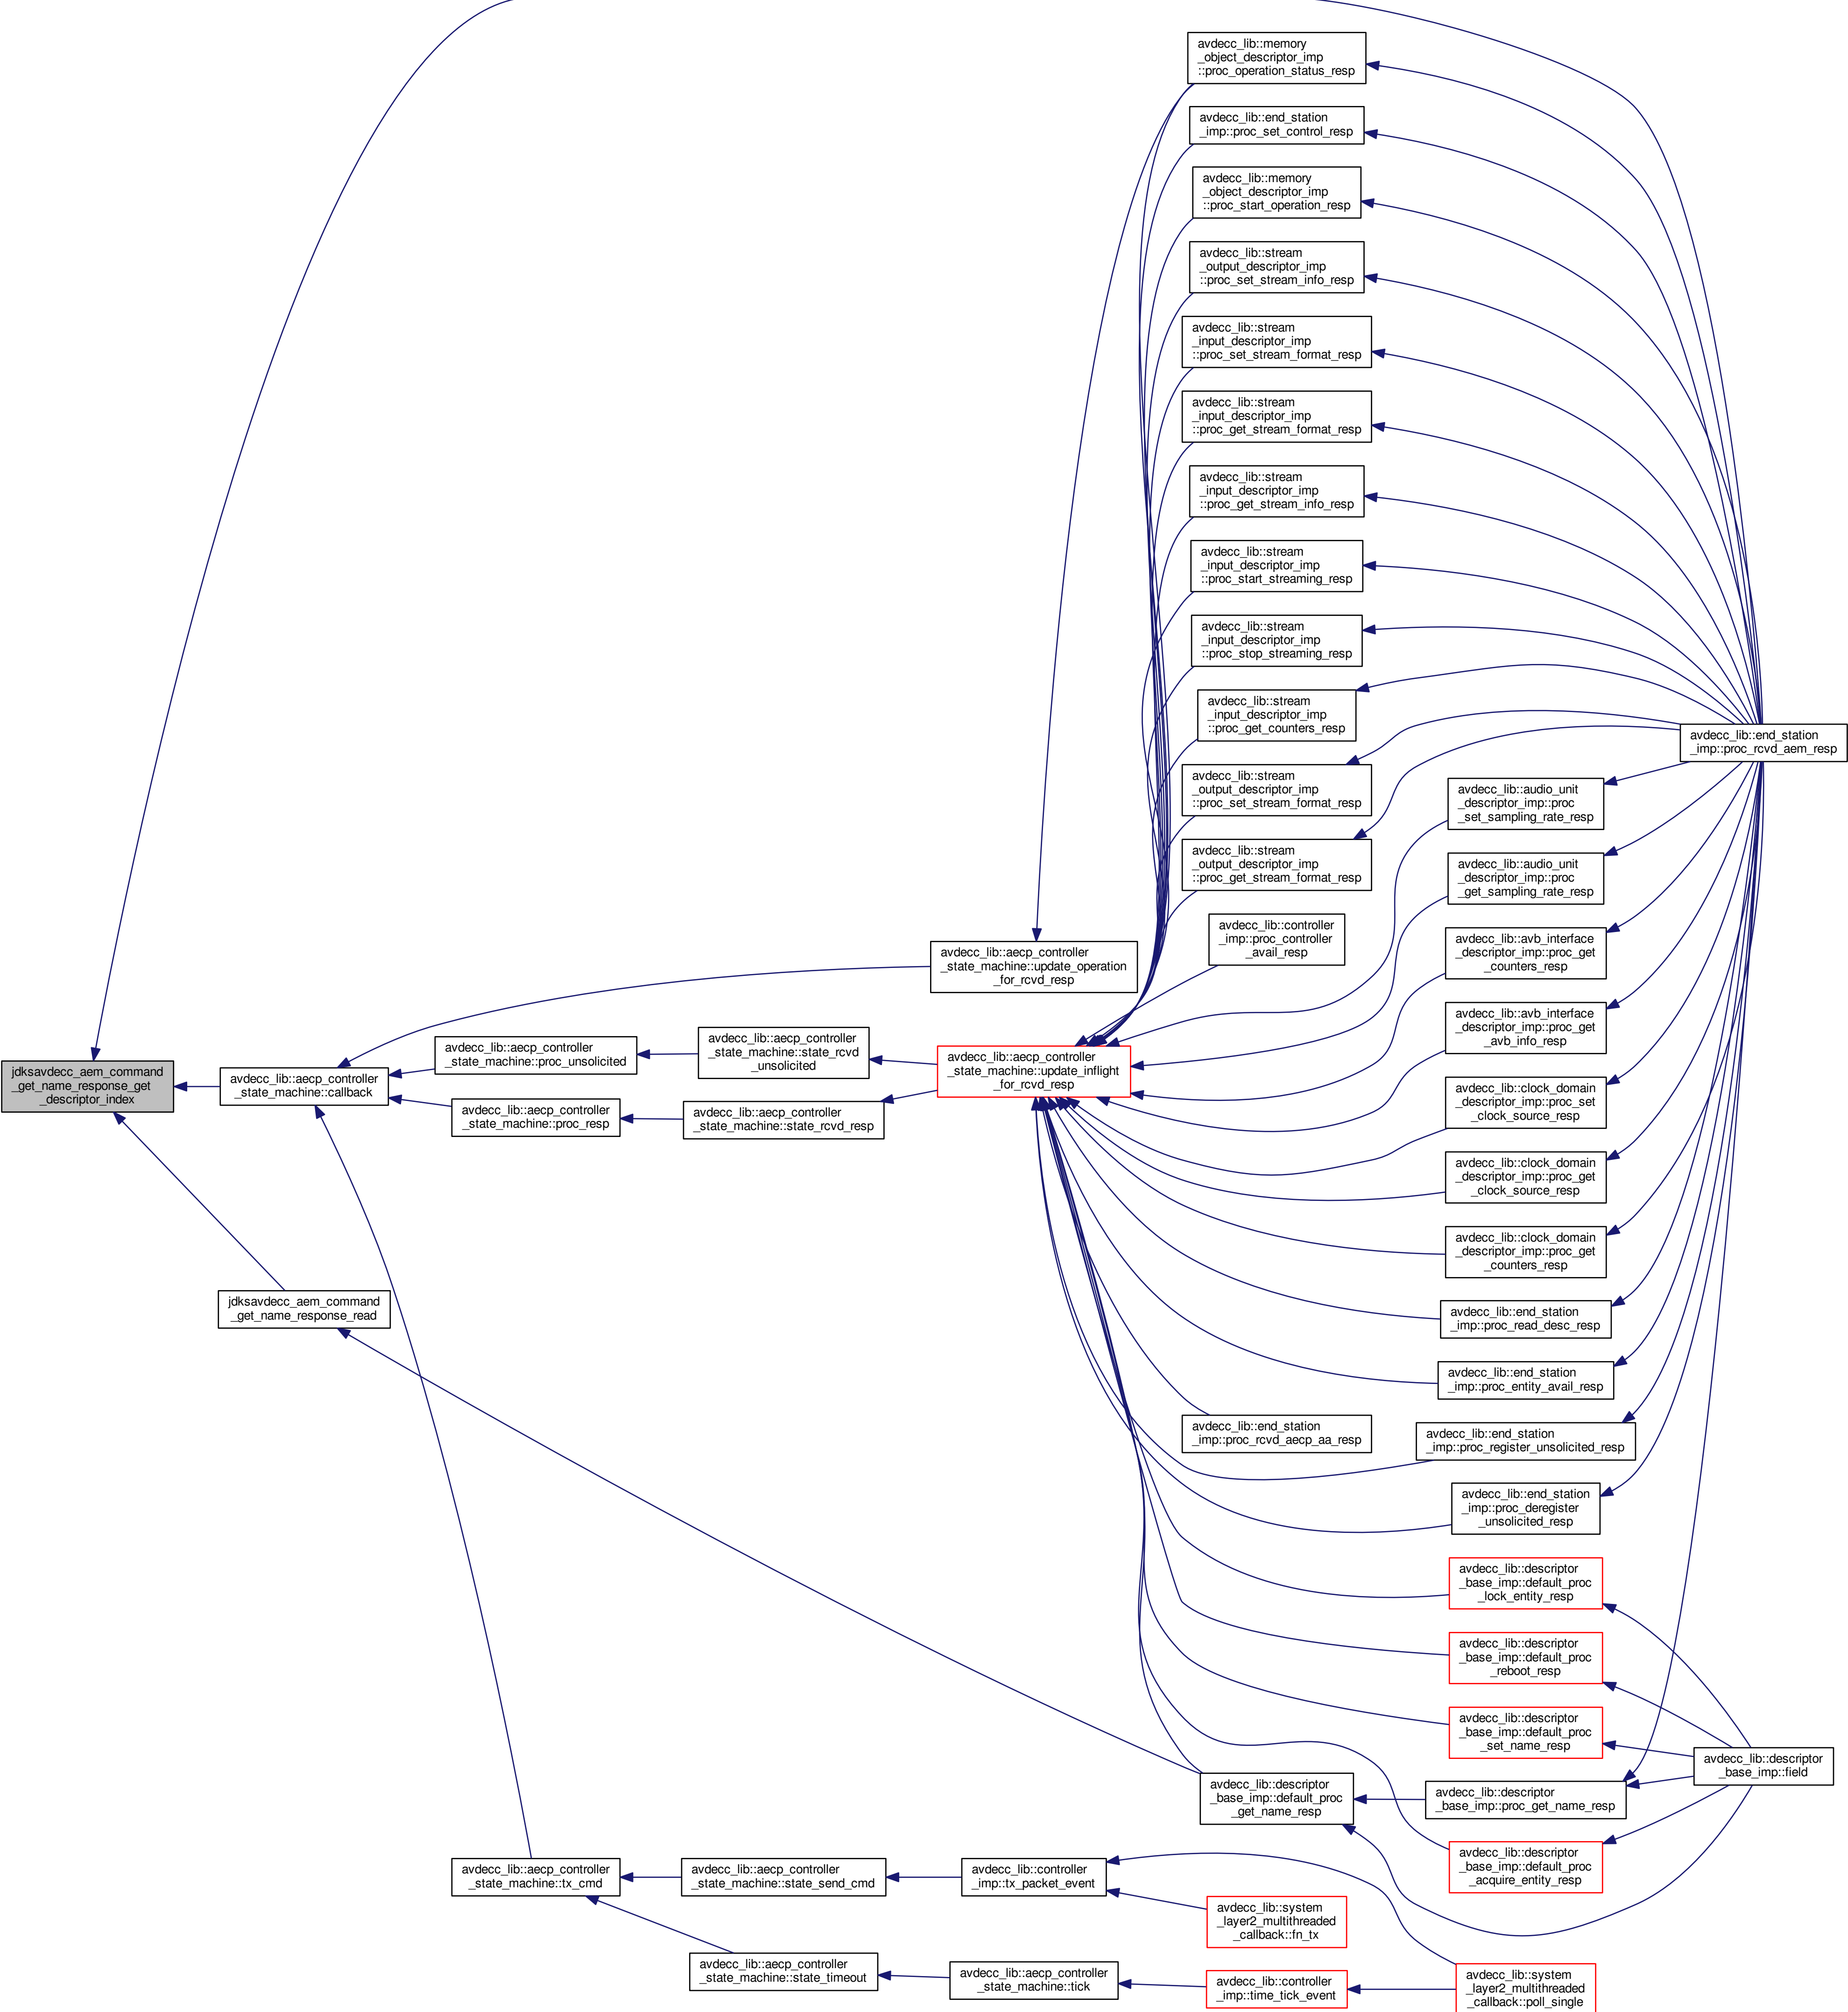 avdecc_lib::memory
_object_descriptor_imp
::proc_operation_status_resp
avdecc_lib::end_station
_imp::proc_set_control_resp
avdecc_lib::memory
_object_descriptor_imp
::proc_start_operation_resp
avdecc_lib::stream
_output_descriptor_imp
::proc_set_stream_info_resp
avdecc_lib::stream
_input_descriptor_imp
::proc_set_stream_format_resp
avdecc_lib::stream
_input_descriptor_imp
::proc_get_stream_format_resp
avdecc_lib::stream
_input_descriptor_imp
::proc_get_stream_info_resp
avdecc_lib::stream
_input_descriptor_imp
::proc_start_streaming_resp
avdecc_lib::stream
_input_descriptor_imp
::proc_stop_streaming_resp
avdecc_lib::stream
_input_descriptor_imp
::proc_get_counters_resp
avdecc_lib::end_station
_imp::proc_rcvd_aem_resp
avdecc_lib::stream
_output_descriptor_imp
::proc_set_stream_format_resp
avdecc_lib::audio_unit
_descriptor_imp::proc
_set_sampling_rate_resp
avdecc_lib::stream
_output_descriptor_imp
::proc_get_stream_format_resp
avdecc_lib::audio_unit
_descriptor_imp::proc
_get_sampling_rate_resp
avdecc_lib::controller
_imp::proc_controller
_avail_resp
avdecc_lib::avb_interface
_descriptor_imp::proc_get
_counters_resp
avdecc_lib::aecp_controller
_state_machine::update_operation
_for_rcvd_resp
avdecc_lib::avb_interface
_descriptor_imp::proc_get
_avb_info_resp
avdecc_lib::aecp_controller
_state_machine::proc_unsolicited
avdecc_lib::aecp_controller
_state_machine::state_rcvd
_unsolicited
avdecc_lib::aecp_controller
_state_machine::update_inflight
_for_rcvd_resp
jdksavdecc_aem_command
_get_name_response_get
_descriptor_index
avdecc_lib::aecp_controller
_state_machine::callback
avdecc_lib::clock_domain
_descriptor_imp::proc_set
_clock_source_resp
avdecc_lib::aecp_controller
_state_machine::proc_resp
avdecc_lib::aecp_controller
_state_machine::state_rcvd_resp
avdecc_lib::clock_domain
_descriptor_imp::proc_get
_clock_source_resp
avdecc_lib::clock_domain
_descriptor_imp::proc_get
_counters_resp
jdksavdecc_aem_command
_get_name_response_read
avdecc_lib::end_station
_imp::proc_read_desc_resp
avdecc_lib::end_station
_imp::proc_entity_avail_resp
avdecc_lib::end_station
_imp::proc_rcvd_aecp_aa_resp
avdecc_lib::end_station
_imp::proc_register_unsolicited_resp
avdecc_lib::end_station
_imp::proc_deregister
_unsolicited_resp
avdecc_lib::descriptor
_base_imp::default_proc
_lock_entity_resp
avdecc_lib::descriptor
_base_imp::default_proc
_reboot_resp
avdecc_lib::descriptor
_base_imp::default_proc
_set_name_resp
avdecc_lib::descriptor
_base_imp::field
avdecc_lib::descriptor
_base_imp::default_proc
_get_name_resp
avdecc_lib::descriptor
_base_imp::proc_get_name_resp
avdecc_lib::descriptor
_base_imp::default_proc
_acquire_entity_resp
avdecc_lib::aecp_controller
_state_machine::tx_cmd
avdecc_lib::aecp_controller
_state_machine::state_send_cmd
avdecc_lib::controller
_imp::tx_packet_event
avdecc_lib::system
_layer2_multithreaded
_callback::fn_tx
avdecc_lib::aecp_controller
_state_machine::state_timeout
avdecc_lib::aecp_controller
_state_machine::tick
avdecc_lib::controller
_imp::time_tick_event
avdecc_lib::system
_layer2_multithreaded
_callback::poll_single